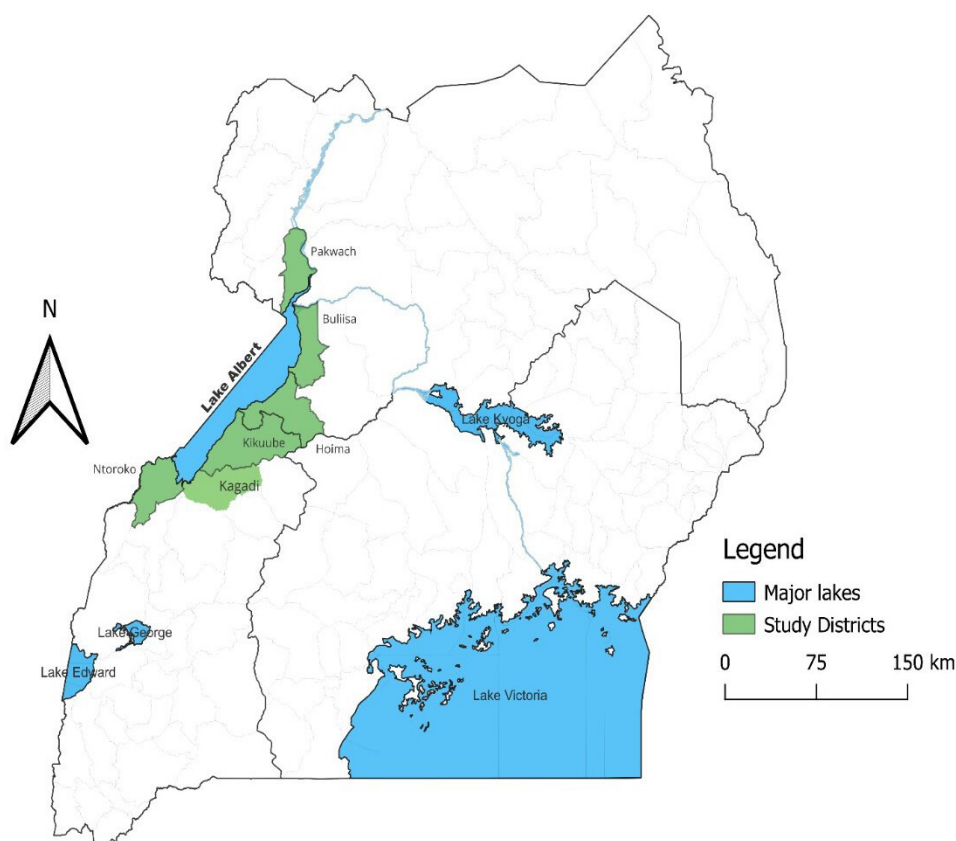 Pakwach
N
Buliisa
Lake Albert
Lake Kyoga
Kikuube
Hoima
Ntoroko
Kagadi
Legend
Major lakes
Study Districts
Lake George
Lake Edward
0 75 150 km
Lake Victoria